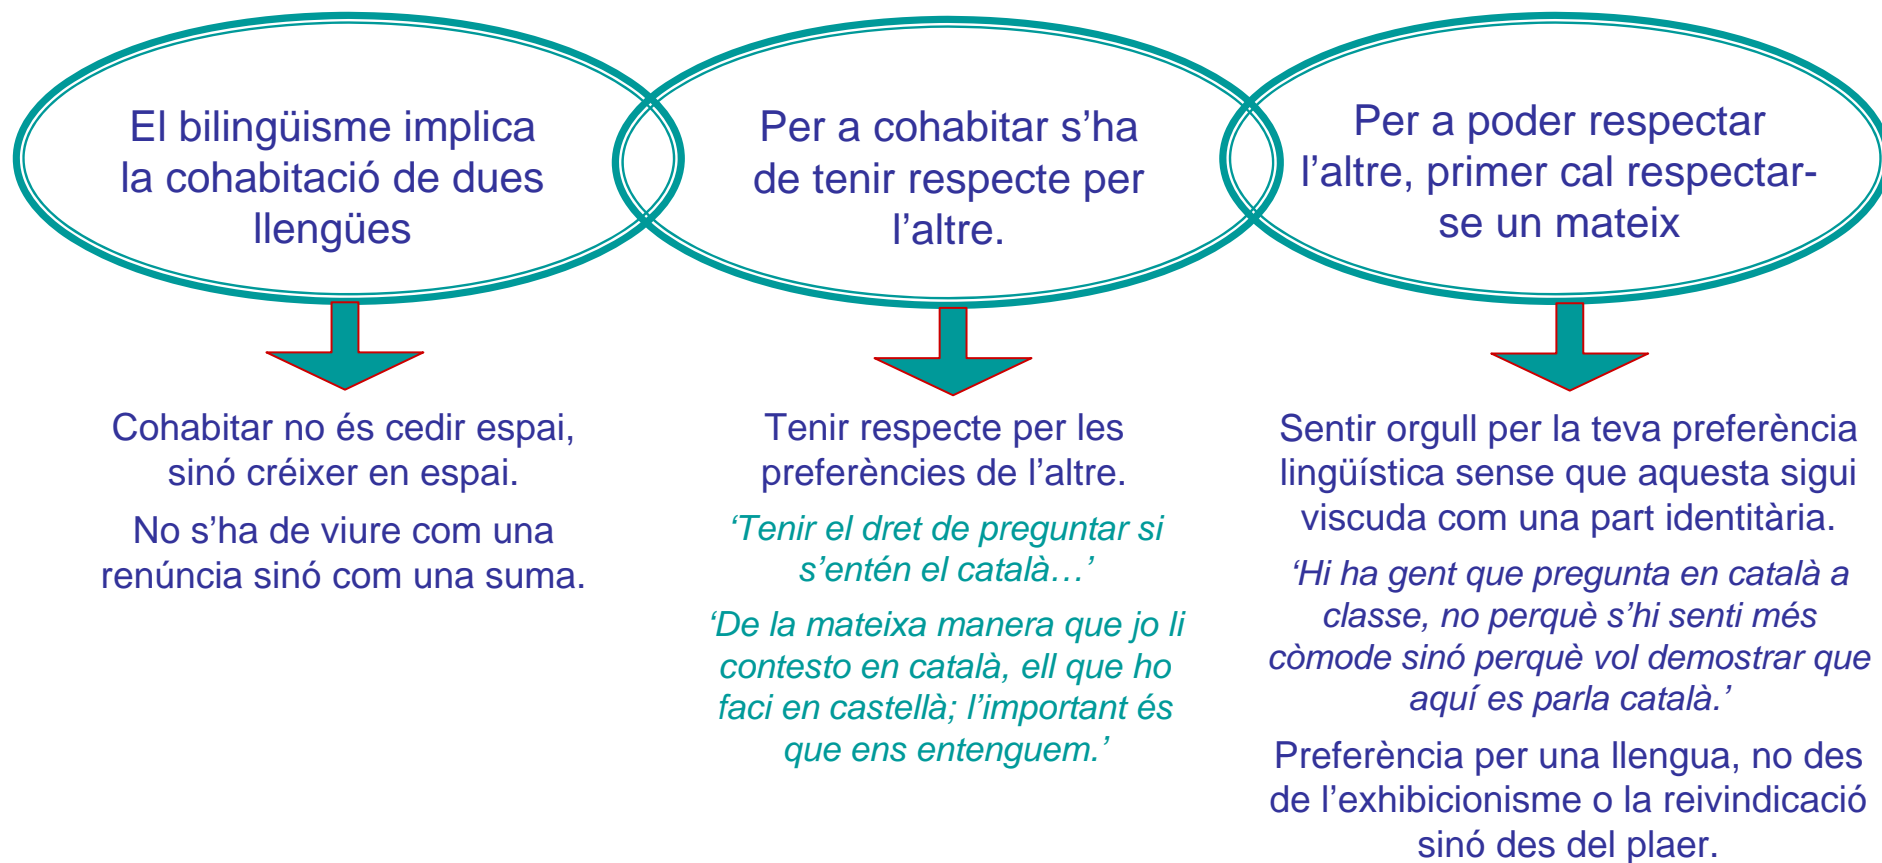 El bilingüisme implica
la cohabitació de dues
llengües
Per a cohabitar s’ha
de tenir respecte per
l’altre.
Per a poder respectar
l’altre, primer cal respectar-
se un mateix
Cohabitar no és cedir espai,
sinó créixer en espai.
No s’ha de viure com una
renúncia sinó com una suma.
Tenir respecte per les
preferències de l’altre.
‘Tenir el dret de preguntar si
s’entén el català…’
‘De la mateixa manera que jo li
contesto en català, ell que ho
faci en castellà; l’important és
que ens entenguem.’
Sentir orgull per la teva preferència
lingüística sense que aquesta sigui
viscuda com una part identitària.
‘Hi ha gent que pregunta en català a
classe, no perquè s’hi senti més
còmode sinó perquè vol demostrar que
aquí es parla català.’
Preferència per una llengua, no des
de l’exhibicionisme o la reivindicació
sinó des del plaer.